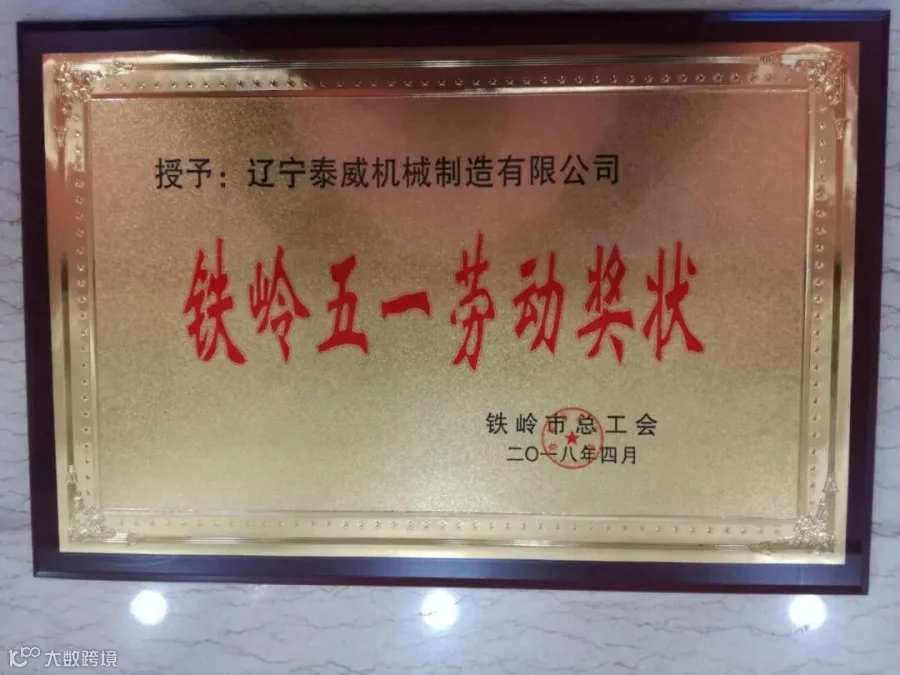 授予：辽宁泰威机械制造有限公司
铁岭五一劳动奖状
铁岭市总工会
二〇一八年四月
大数跨境